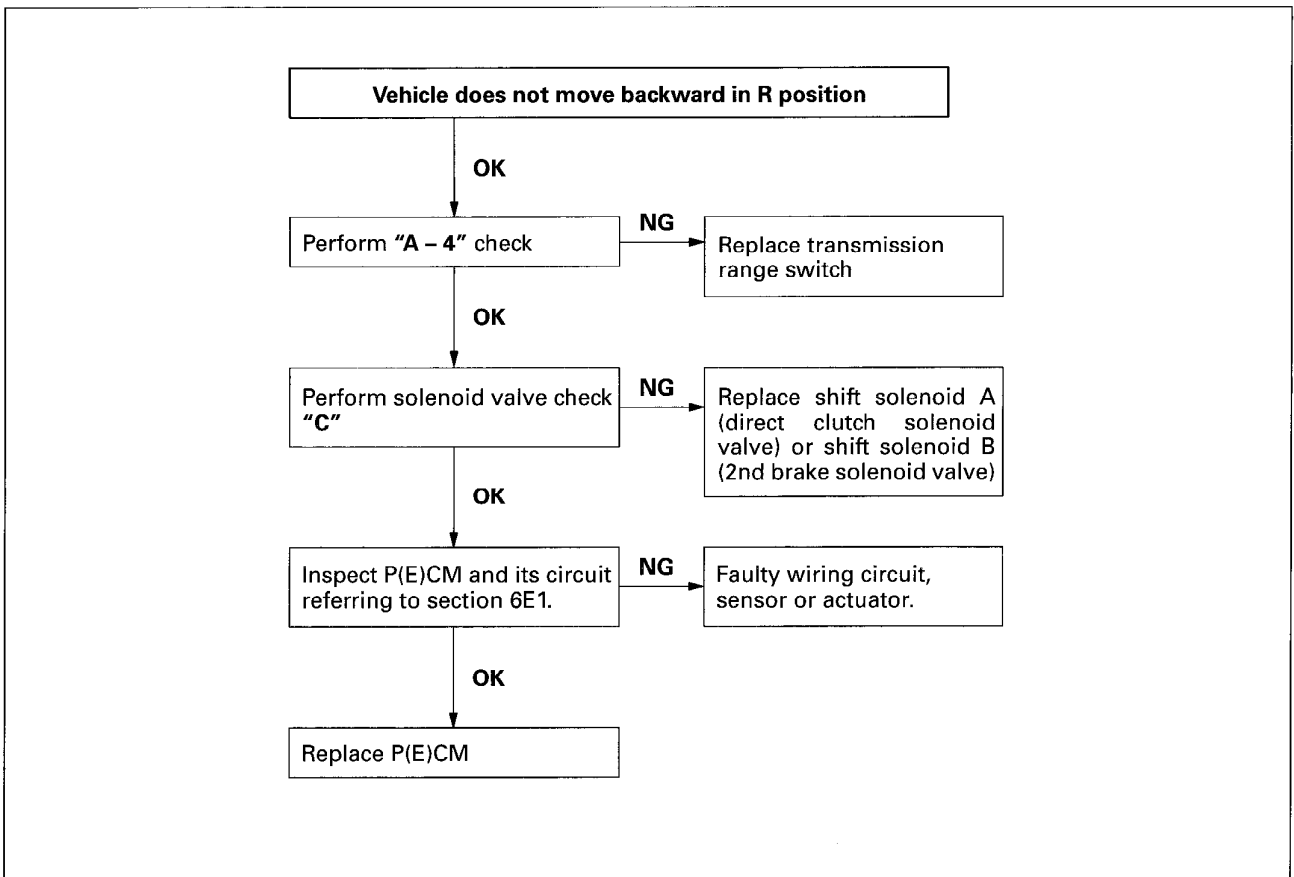 Vehicle does not move backward in R position
OK
Perform "A – 4" check
NG
Replace transmission
range switch
OK
Perform solenoid valve check
"C"
NG
Replace shift solenoid A
(direct clutch solenoid
valve) or shift solenoid B
(2nd brake solenoid valve)
OK
Inspect P(E)CM and its circuit
referring to section 6E1.
NG
Faulty wiring circuit,
sensor or actuator.
OK
Replace P(E)CM